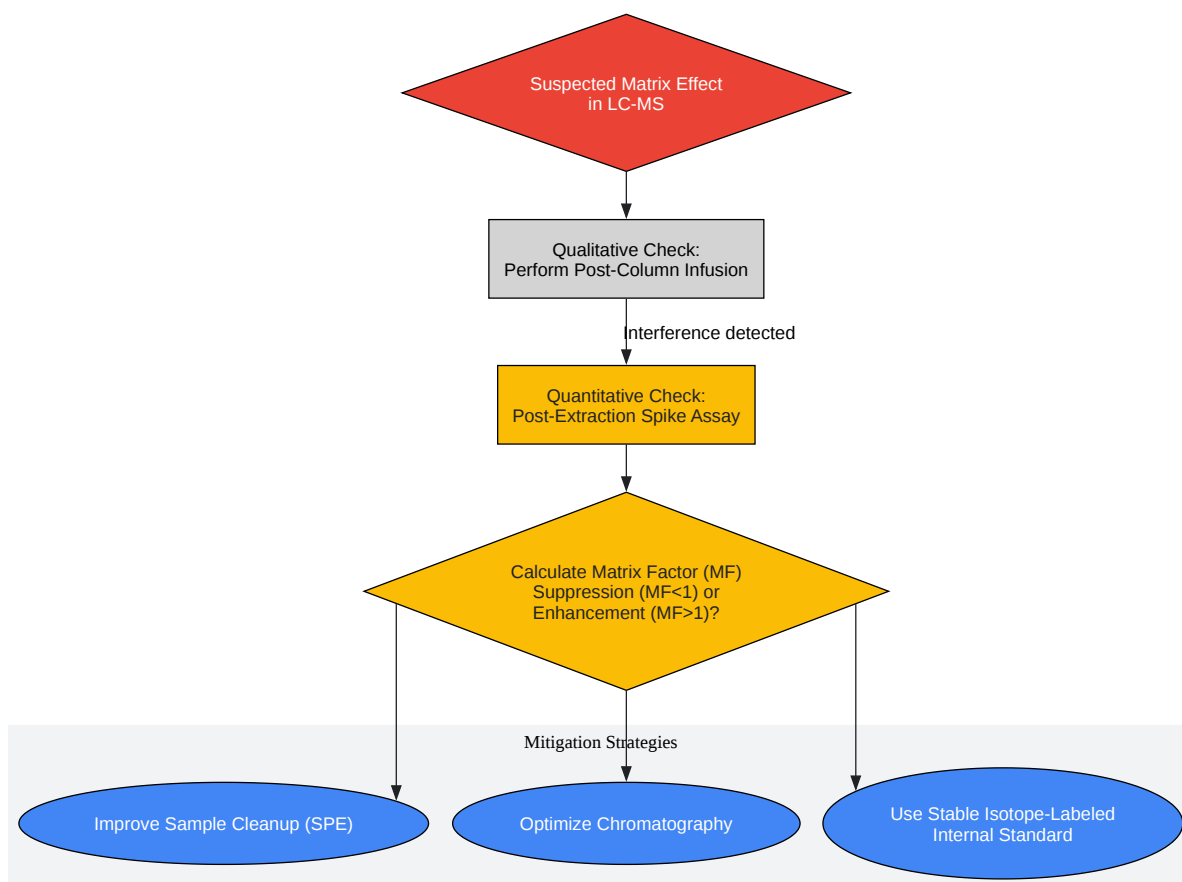 Suspected Matrix Effect
in LC-MS
Qualitative Check:
Perform Post-Column Infusion
Interference detected
Quantitative Check:
Post-Extraction Spike Assay
Calculate Matrix Factor (MF)
Suppression (MF<1) or
Enhancement (MF>1)?
Mitigation Strategies
Improve Sample Cleanup (SPE)
Optimize Chromatography
Use Stable Isotope-Labeled
Internal Standard